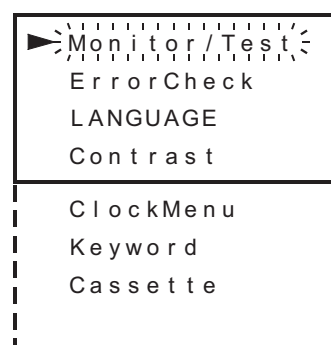 Monitor/Test
ErrorCheck
LANGUAGE
Contrast
ClockMenu
Keyword
Cassette